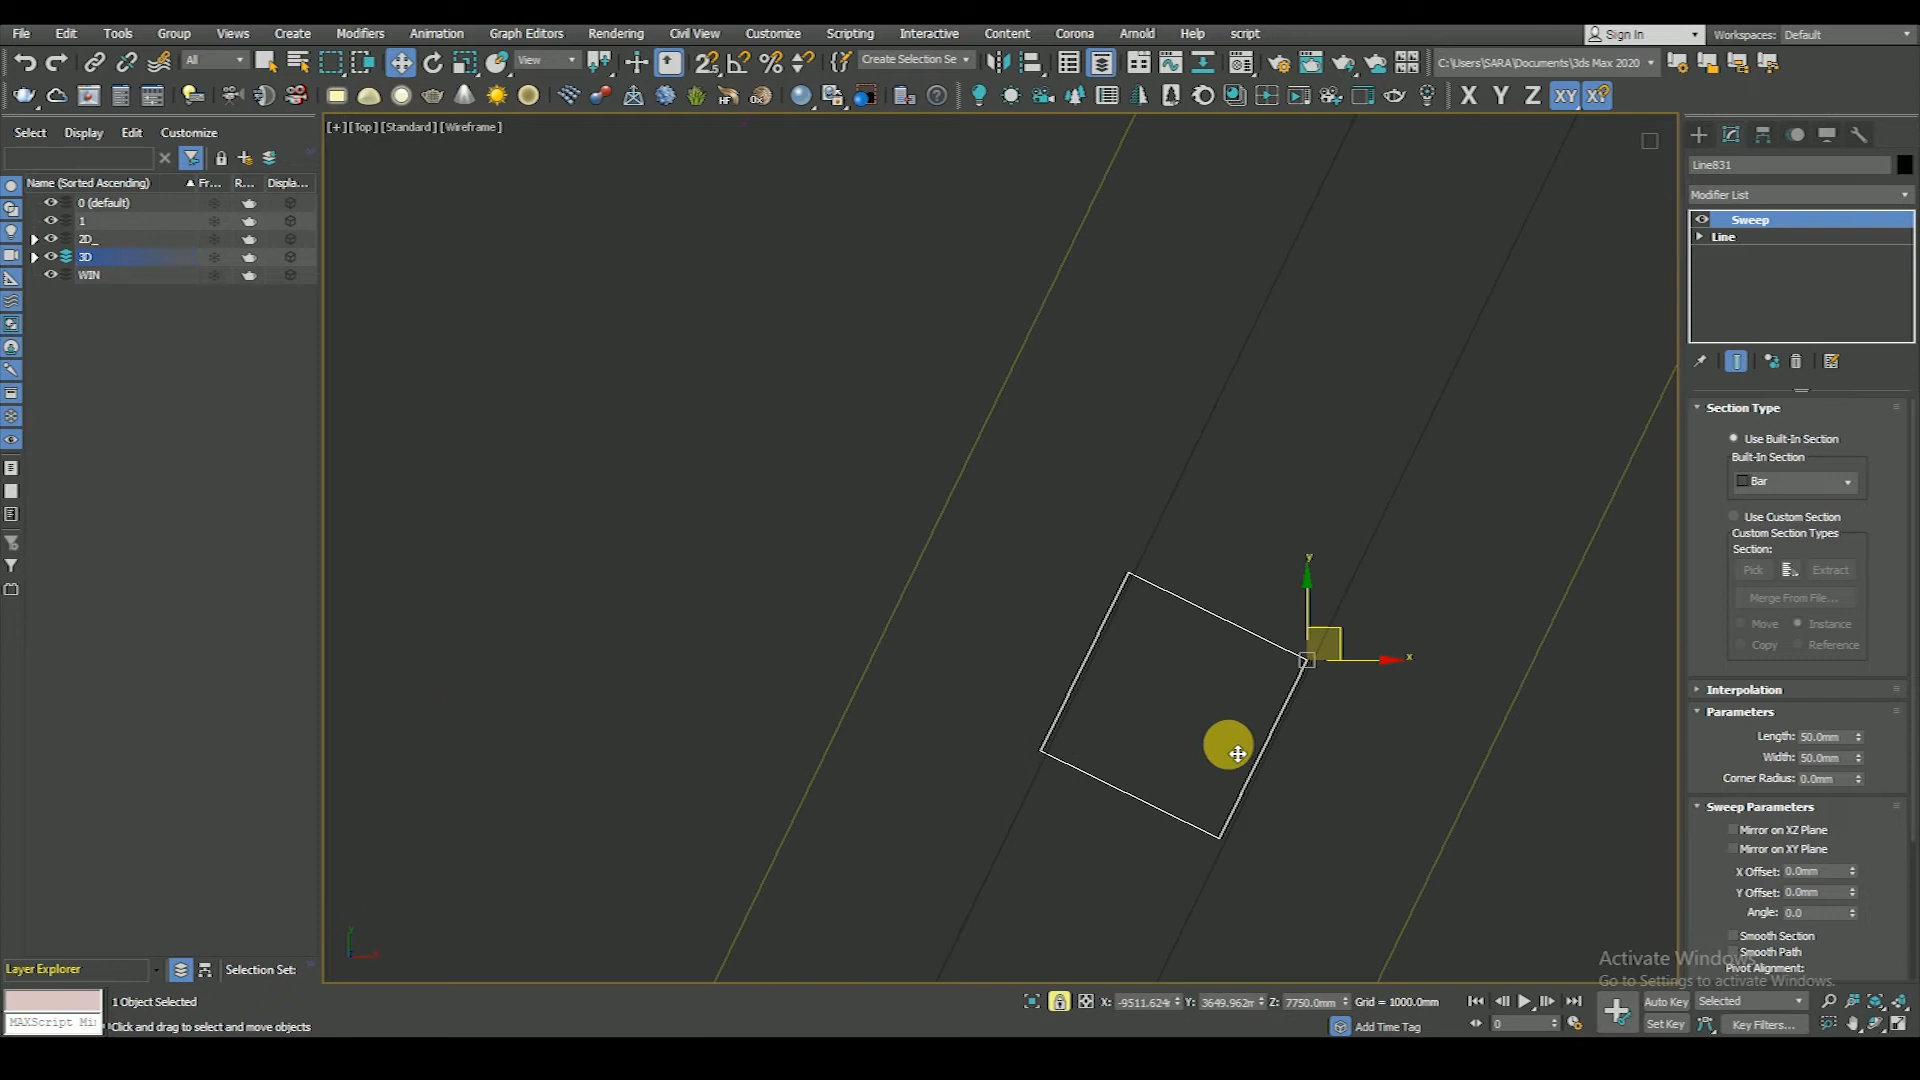 File Edit Tools Group Views Create Modifiers Animation Graph Editors Rendering Civil View Customize Scripting Interactive Content Corona Arnold Help script Sign In Workspaces: Default
All View Create Selection Se C:\Users\SARA\Documents\3ds Max 2020
X Y Z XY XY
Select Display Edit Customize
[+] [Top] [Standard] [Wireframe]
Name (Sorted Ascending) Fr... R... Displa...
0 (default)
1
2D_
3D
WIN
Line831
Modifier List
Sweep
Line
Section Type
Use Built-In Section
Built-In Section
Bar
Use Custom Section
Custom Section Types
Section:
Pick Extract
Merge From File...
Move Instance
Copy Reference
Interpolation
Parameters
Length: 50.0mm
Width: 50.0mm
Corner Radius: 0.0mm
Sweep Parameters
Mirror on XZ Plane
Mirror on XY Plane
X Offset: 0.0mm
Y Offset: 0.0mm
Angle: 0.0
Smooth Section
Smooth Path
Pivot Alignment:
y
x
Activate Windows
Go to Settings to activate Windows.
Layer Explorer Selection Set:
1 Object Selected X: -9511.624r Y: 3649.962m Z: 7750.0mm Grid = 1000.0mm Auto Key Selected
MAXScript Mi Click and drag to select and move objects Add Time Tag 0 Set Key Key Filters...